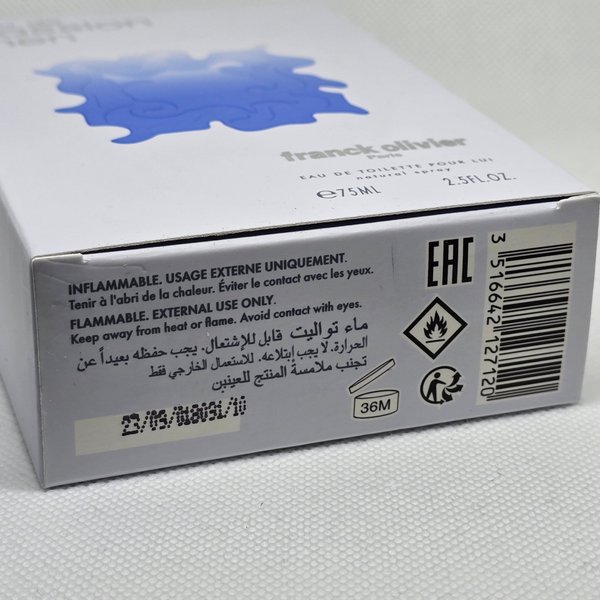 franck olivier
Paris
EAU DE TOILETTE POUR LUI
natural spray
℮75ML 2.5FL.OZ.
INFLAMMABLE. USAGE EXTERNE UNIQUEMENT.
Tenir à l'abri de la chaleur. Éviter le contact avec les yeux.
FLAMMABLE. EXTERNAL USE ONLY.
Keep away from heat or flame. Avoid contact with eyes.
ماء تواليت قابل للإشتعال. يجب حفظه بعيداً عن
الحرارة. لا يجب إبتلاعه. للاستعمال الخارجي فقط
تجنب ملامسة المنتج للعينين
36M
EAC
3 516642 127120